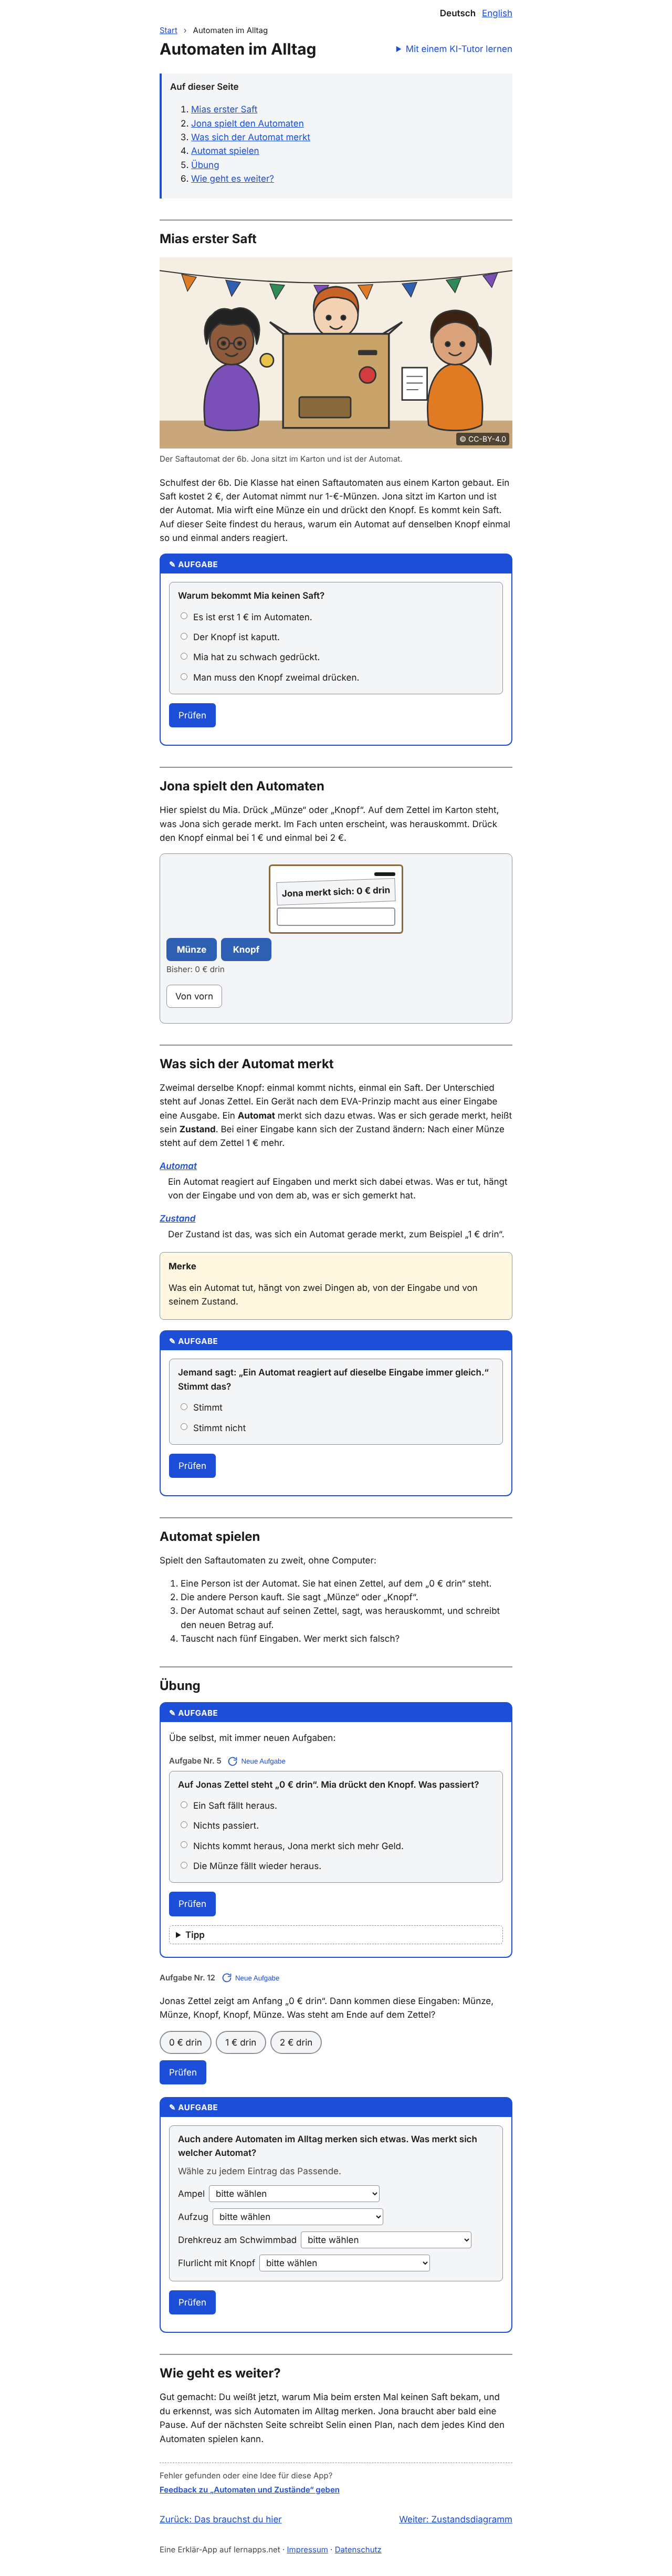 Deutsch English
Start › Automaten im Alltag
Automaten im Alltag
▶ Mit einem KI-Tutor lernen
Auf dieser Seite
1. Mias erster Saft
2. Jona spielt den Automaten
3. Was sich der Automat merkt
4. Automat spielen
5. Übung
6. Wie geht es weiter?
Mias erster Saft
© CC-BY-4.0
Der Saftautomat der 6b. Jona sitzt im Karton und ist der Automat.
Schulfest der 6b. Die Klasse hat einen Saftautomaten aus einem Karton gebaut. Ein
Saft kostet 2 €, der Automat nimmt nur 1-€-Münzen. Jona sitzt im Karton und ist
der Automat. Mia wirft eine Münze ein und drückt den Knopf. Es kommt kein Saft.
Auf dieser Seite findest du heraus, warum ein Automat auf denselben Knopf einmal
so und einmal anders reagiert.
✎ AUFGABE
Warum bekommt Mia keinen Saft?
Es ist erst 1 € im Automaten.
Der Knopf ist kaputt.
Mia hat zu schwach gedrückt.
Man muss den Knopf zweimal drücken.
Prüfen
Jona spielt den Automaten
Hier spielst du Mia. Drück „Münze“ oder „Knopf“. Auf dem Zettel im Karton steht,
was Jona sich gerade merkt. Im Fach unten erscheint, was herauskommt. Drück
den Knopf einmal bei 1 € und einmal bei 2 €.
Jona merkt sich: 0 € drin
Münze Knopf
Bisher: 0 € drin
Von vorn
Was sich der Automat merkt
Zweimal derselbe Knopf: einmal kommt nichts, einmal ein Saft. Der Unterschied
steht auf Jonas Zettel. Ein Gerät nach dem EVA-Prinzip macht aus einer Eingabe
eine Ausgabe. Ein Automat merkt sich dazu etwas. Was er sich gerade merkt, heißt
sein Zustand. Bei einer Eingabe kann sich der Zustand ändern: Nach einer Münze
steht auf dem Zettel 1 € mehr.
Automat
Ein Automat reagiert auf Eingaben und merkt sich dabei etwas. Was er tut, hängt
von der Eingabe und von dem ab, was er sich gemerkt hat.
Zustand
Der Zustand ist das, was sich ein Automat gerade merkt, zum Beispiel „1 € drin“.
Merke
Was ein Automat tut, hängt von zwei Dingen ab, von der Eingabe und von
seinem Zustand.
✎ AUFGABE
Jemand sagt: „Ein Automat reagiert auf dieselbe Eingabe immer gleich.“
Stimmt das?
Stimmt
Stimmt nicht
Prüfen
Automat spielen
Spielt den Saftautomaten zu zweit, ohne Computer:
1. Eine Person ist der Automat. Sie hat einen Zettel, auf dem „0 € drin“ steht.
2. Die andere Person kauft. Sie sagt „Münze“ oder „Knopf“.
3. Der Automat schaut auf seinen Zettel, sagt, was herauskommt, und schreibt
den neuen Betrag auf.
4. Tauscht nach fünf Eingaben. Wer merkt sich falsch?
Übung
✎ AUFGABE
Übe selbst, mit immer neuen Aufgaben:
Aufgabe Nr. 5 Neue Aufgabe
Auf Jonas Zettel steht „0 € drin“. Mia drückt den Knopf. Was passiert?
Ein Saft fällt heraus.
Nichts passiert.
Nichts kommt heraus, Jona merkt sich mehr Geld.
Die Münze fällt wieder heraus.
Prüfen
▶ Tipp
Aufgabe Nr. 12 Neue Aufgabe
Jonas Zettel zeigt am Anfang „0 € drin“. Dann kommen diese Eingaben: Münze,
Münze, Knopf, Knopf, Münze. Was steht am Ende auf dem Zettel?
0 € drin 1 € drin 2 € drin
Prüfen
✎ AUFGABE
Auch andere Automaten im Alltag merken sich etwas. Was merkt sich
welcher Automat?
Wähle zu jedem Eintrag das Passende.
Ampel bitte wählen
Aufzug bitte wählen
Drehkreuz am Schwimmbad bitte wählen
Flurlicht mit Knopf bitte wählen
Prüfen
Wie geht es weiter?
Gut gemacht: Du weißt jetzt, warum Mia beim ersten Mal keinen Saft bekam, und
du erkennst, was sich Automaten im Alltag merken. Jona braucht aber bald eine
Pause. Auf der nächsten Seite schreibt Selin einen Plan, nach dem jedes Kind den
Automaten spielen kann.
Fehler gefunden oder eine Idee für diese App?
Feedback zu „Automaten und Zustände“ geben
Zurück: Das brauchst du hier Weiter: Zustandsdiagramm
Eine Erklär-App auf lernapps.net · Impressum · Datenschutz